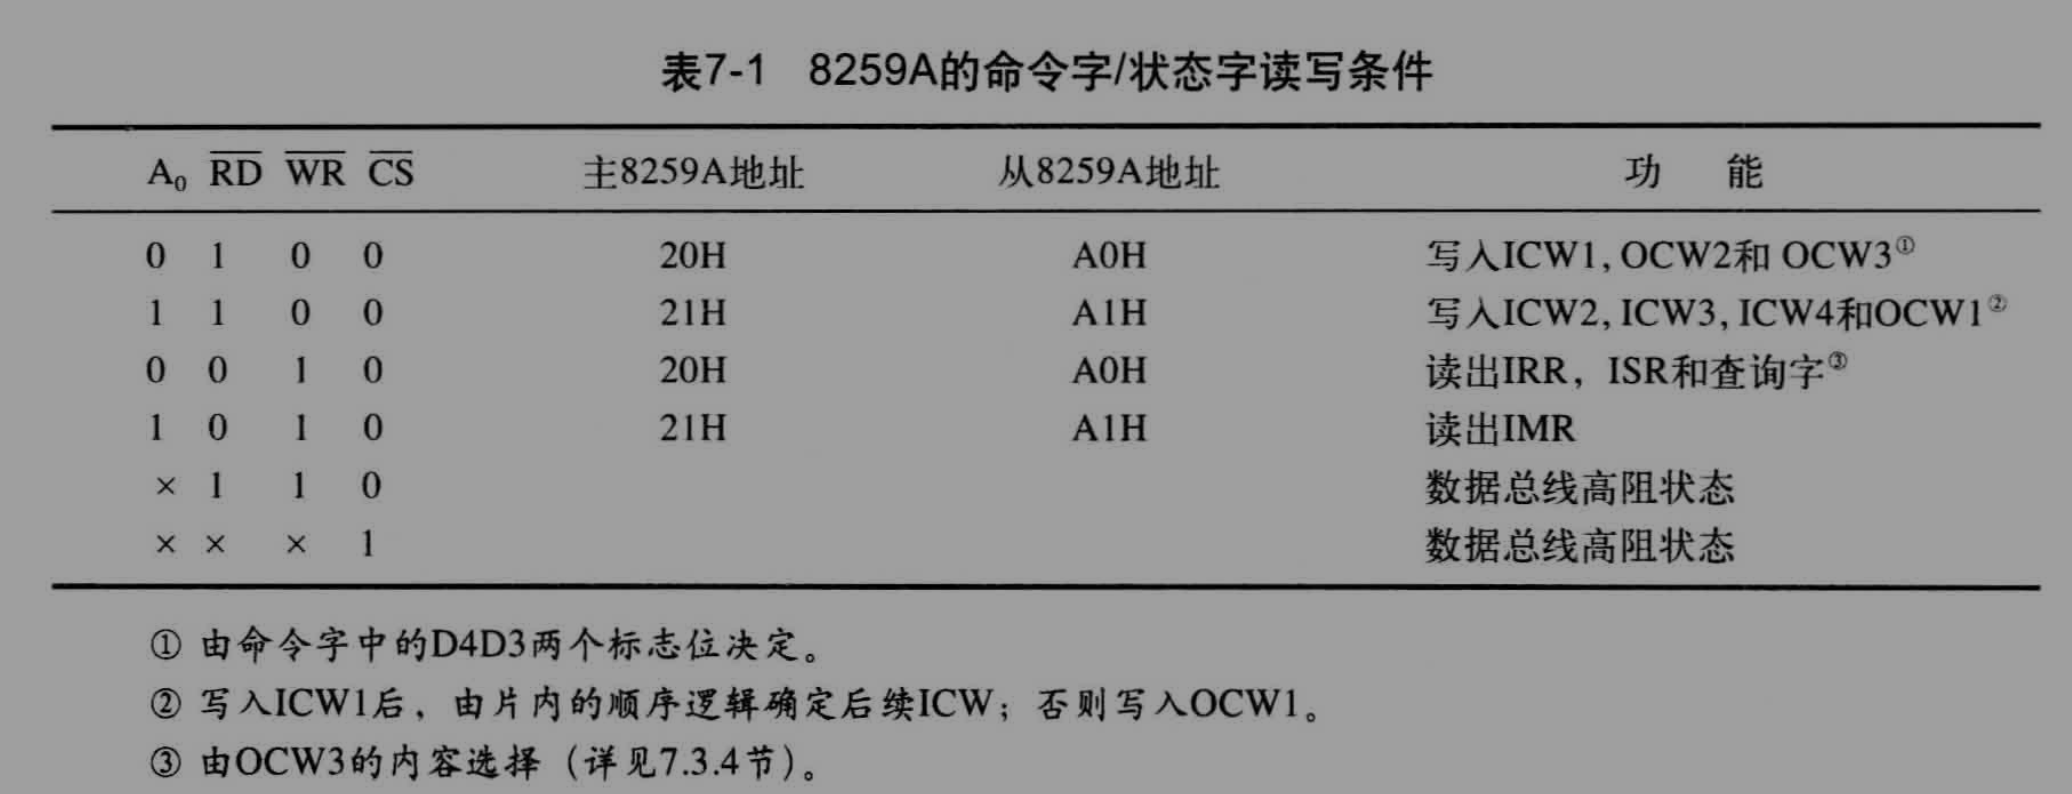 表7-1 8259A的命令字/状态字读写条件
A₀ R̅D̅ W̅R̅ C̅S̅ 主8259A地址 从8259A地址 功 能
0 1 0 0 20H A0H 写入ICW1, OCW2和 OCW3①
1 1 0 0 21H A1H 写入ICW2, ICW3, ICW4和OCW1②
0 0 1 0 20H A0H 读出IRR，ISR和查询字③
1 0 1 0 21H A1H 读出IMR
× 1 1 0 数据总线高阻状态
× × × 1 数据总线高阻状态
① 由命令字中的D4D3两个标志位决定。
② 写入ICW1后，由片内的顺序逻辑确定后续ICW；否则写入OCW1。
③ 由OCW3的内容选择（详见7.3.4节）。